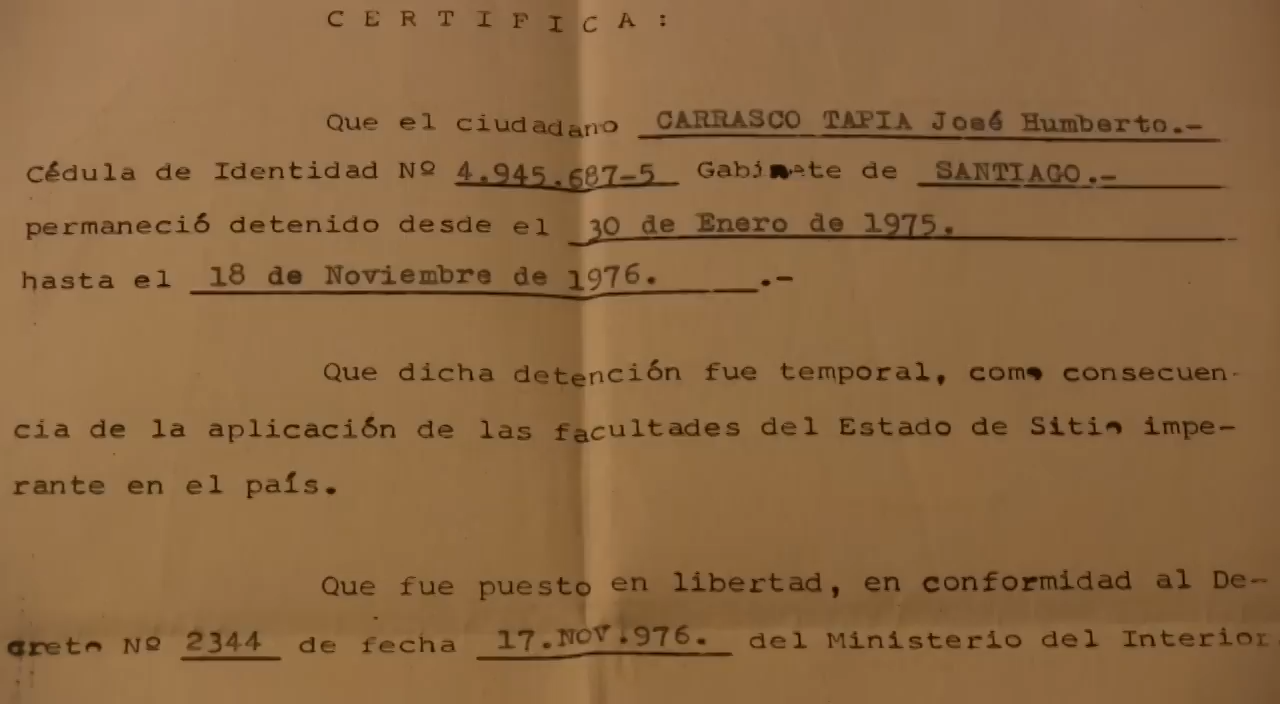 CERTIFICA:
Que el ciudadano CARRASCO TAPIA José Humberto.-
Cédula de Identidad Nº 4.945.687-5 Gabinete de SANTIAGO.-
permaneció detenido desde el 30 de Enero de 1975.
hasta el 18 de Noviembre de 1976. .-
Que dicha detención fue temporal, como consecuen-
cia de la aplicación de las facultades del Estado de Sitio impe-
rante en el país.
Que fue puesto en libertad, en conformidad al De-
creto Nº 2344 de fecha 17.NOV.976. del Ministerio del Interior